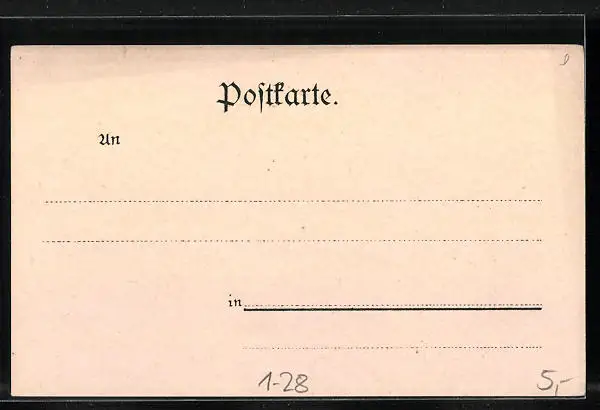 Postkarte.
An
in
1-28 5,-